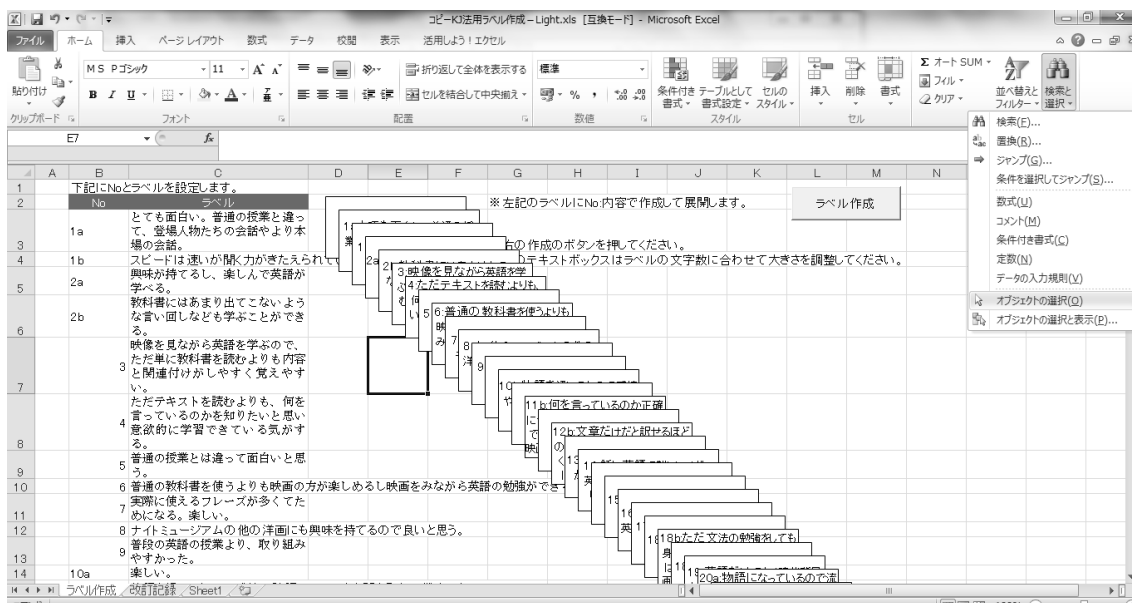 コピーKJ法用ラベル作成－Light.xls [互換モード] - Microsoft Excel
ファイル ホーム 挿入 ページ レイアウト 数式 データ 校閲 表示 活用しよう！エクセル
貼り付け
MS Pゴシック 11
折り返して全体を表示する
標準
B I U
セルを結合して中央揃え
条件付き書式
テーブルとして書式設定
セルのスタイル
挿入 削除 書式
Σ オート SUM
フィル
クリア
並べ替えとフィルター
検索と選択
クリップボード フォント 配置 数値 スタイル セル
検索(F)...
置換(R)...
ジャンプ(G)...
条件を選択してジャンプ(S)...
数式(U)
コメント(M)
条件付き書式(C)
定数(N)
データの入力規則(V)
オブジェクトの選択(O)
オブジェクトの選択と表示(P)...
E7 fx
A B C D E F G H I J K L M N
1 下記にNoとラベルを設定します。
2 No ラベル ※左記のラベルにNo:内容で作成して展開します。 ラベル作成
とても面白い。普通の授業と違っ
1a て、登場人物たちの会話やより本
3 場の会話。 作成のボタンを押してください。
4 1b スピードは速いが聞く力がきたえら テキストボックスはラベルの文字数に合わせて大きさを調整してください。
興味が持てるし、楽しんで英語が
5 2a 学べる。
教科書にはあまり出てこないよう
2b な言い回しなども学ぶことができ
6 る。
映像を見ながら英語を学ぶので、
ただ単に教科書を読むよりも内容
3 と関連付けがしやすく覚えやす
7 い。
ただテキストを読むよりも、何を
言っているのかを知りたいと思い
4 意欲的に学習できている気がす
8 る。
普通の授業とは違って面白いと思
9 5 う。
10 6 普通の教科書を使うよりも映画の方が楽しめるし映画をみながら英語の勉強がで
実際に使えるフレーズが多くてた
11 7 めになる。楽しい。
12 8 ナイトミュージアムの他の洋画にも興味を持てるので良いと思う。
普段の英語の授業より、取り組み
13 9 やすかった。
14 10a 楽しい。
3:映像を見ながら英語を学
4:ただテキストを読むよりも、
6:普通の教科書を使うよりも
11b:何を言っているのか正確
12b:文章だけだと訳せるほど
18b:ただ文法の勉強をしても
20a:物語になっているので流
ラベル作成 改訂記録 Sheet1